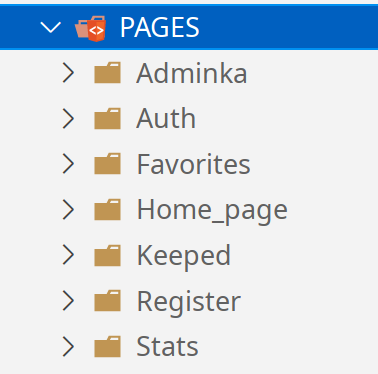 PAGES
Adminka
Auth
Favorites
Home_page
Keeped
Register
Stats